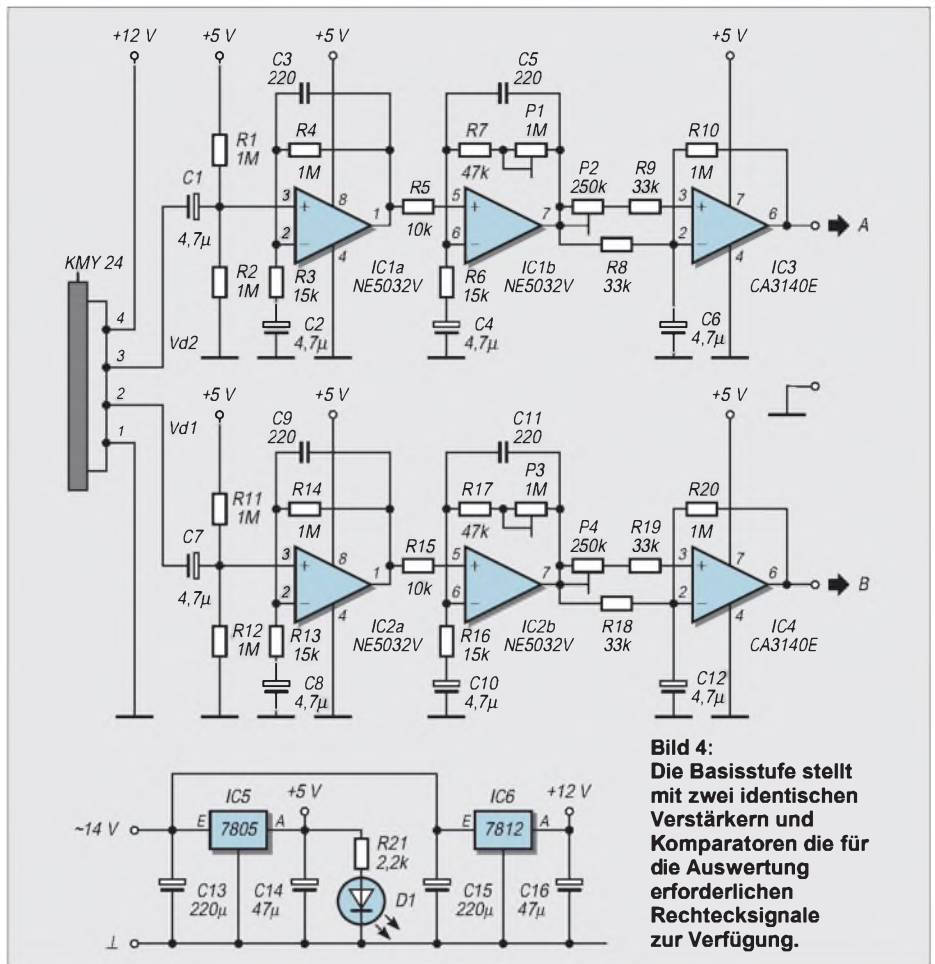 +12 V
+5 V
+5 V
+5 V
C3
220
C5
220
R1
1M
R4
1M
R7
47k
P1
1M
P2
250k
R9
33k
R10
1M
C1
4,7µ
R2
1M
3
+
2
–
8
4
1
R5
10k
5
+
6
–
7
3
+
2
–
7
4
6
A
R3
15k
IC1a
NE5032V
R6
15k
IC1b
NE5032V
R8
33k
IC3
CA3140E
C2
4,7µ
C4
4,7µ
C6
4,7µ
KMY 24
4
3
2
1
Vd2
Vd1
+5 V
+5 V
+5 V
C9
220
C11
220
R11
1M
R14
1M
R17
47k
P3
1M
P4
250k
R19
33k
R20
1M
C7
4,7µ
R12
1M
3
+
2
–
8
4
1
R15
10k
5
+
6
–
7
3
+
2
–
7
4
6
B
R13
15k
IC2a
NE5032V
R16
15k
IC2b
NE5032V
R18
33k
IC4
CA3140E
C8
4,7µ
C10
4,7µ
C12
4,7µ
~14 V
IC5
E
7805
A
+5 V
IC6
E
7812
A
+12 V
R21
2,2k
C13
220µ
C14
47µ
D1
C15
220µ
C16
47µ
⊥
Bild 4:
Die Basisstufe stellt
mit zwei identischen
Verstärkern und
Komparatoren die für
die Auswertung
erforderlichen
Rechtecksignale
zur Verfügung.